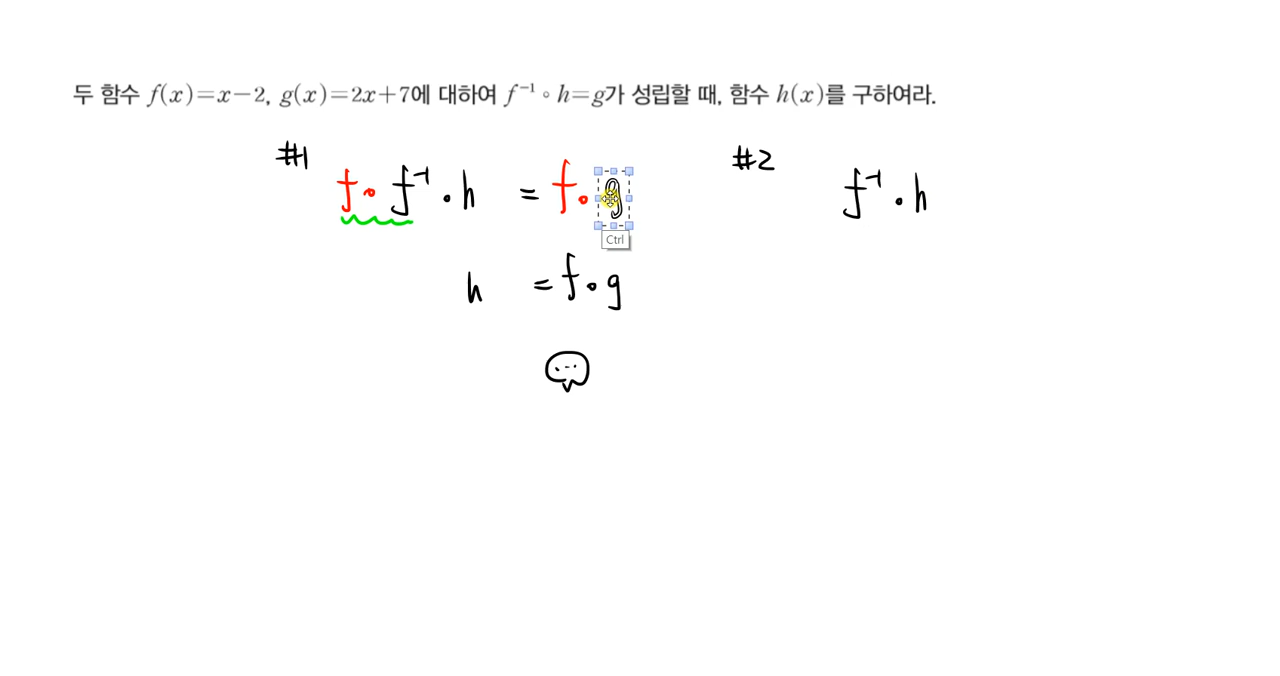 두 함수 f(x)=x−2, g(x)=2x+7에 대하여 f⁻¹∘h=g가 성립할 때, 함수 h(x)를 구하여라.
#1
f∘f⁻¹∘h = f∘g
Ctrl
h = f∘g
#2
f⁻¹∘h